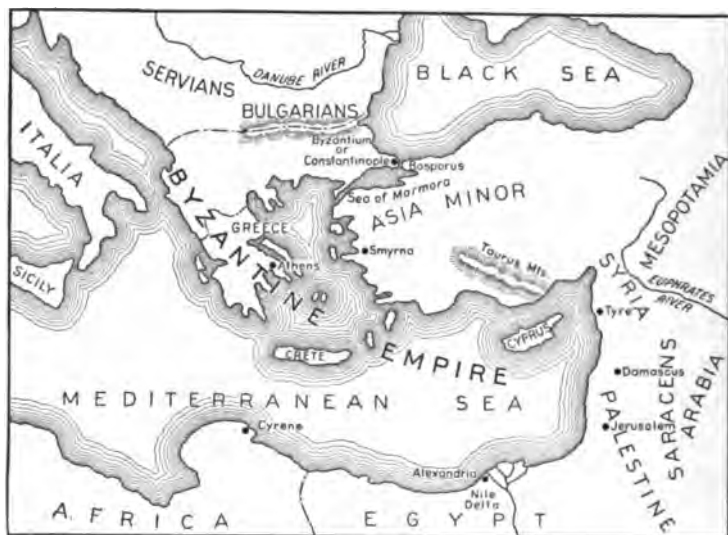 BLACK SEA
DANUBE RIVER
SERVIANS
BULGARIANS
Byzantium
or
Constantinople
Bosporus
Sea of Marmora
ITALIA
BYZANTINE
EMPIRE
ASIA MINOR
MESOPOTAMIA
GREECE
Athens
Smyrna
Taurus Mts.
SYRIA
EUPHRATES
RIVER
SICILY
Tyre
CYPRUS
CRETE
Damascus
SARACENS
ARABIA
MEDITERRANEAN SEA
Cyrene
Jerusalem
PALESTINE
Alexandria
Nile
Delta
AFRICA
EGYPT